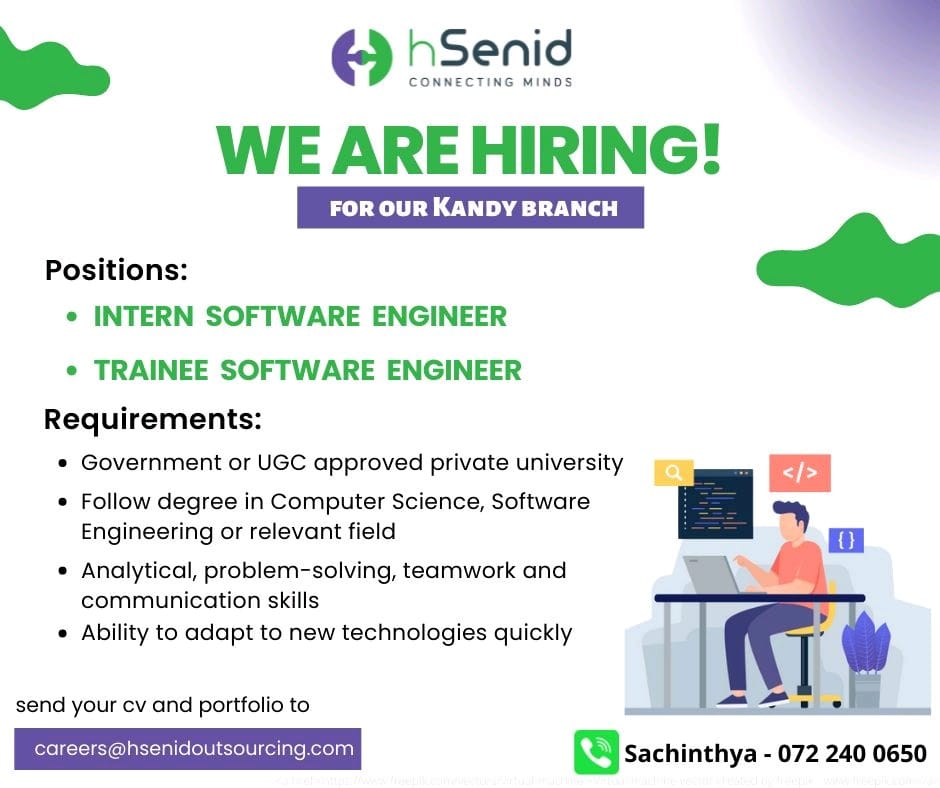 hSenid
CONNECTING MINDS
WE ARE HIRING!
FOR OUR KANDY BRANCH
Positions:
• INTERN SOFTWARE ENGINEER
• TRAINEE SOFTWARE ENGINEER
Requirements:
• Government or UGC approved private university
• Follow degree in Computer Science, Software
Engineering or relevant field
• Analytical, problem-solving, teamwork and
communication skills
• Ability to adapt to new technologies quickly
</>
{}
send your cv and portfolio to
careers@hsenidoutsourcing.com
Sachinthya - 072 240 0650